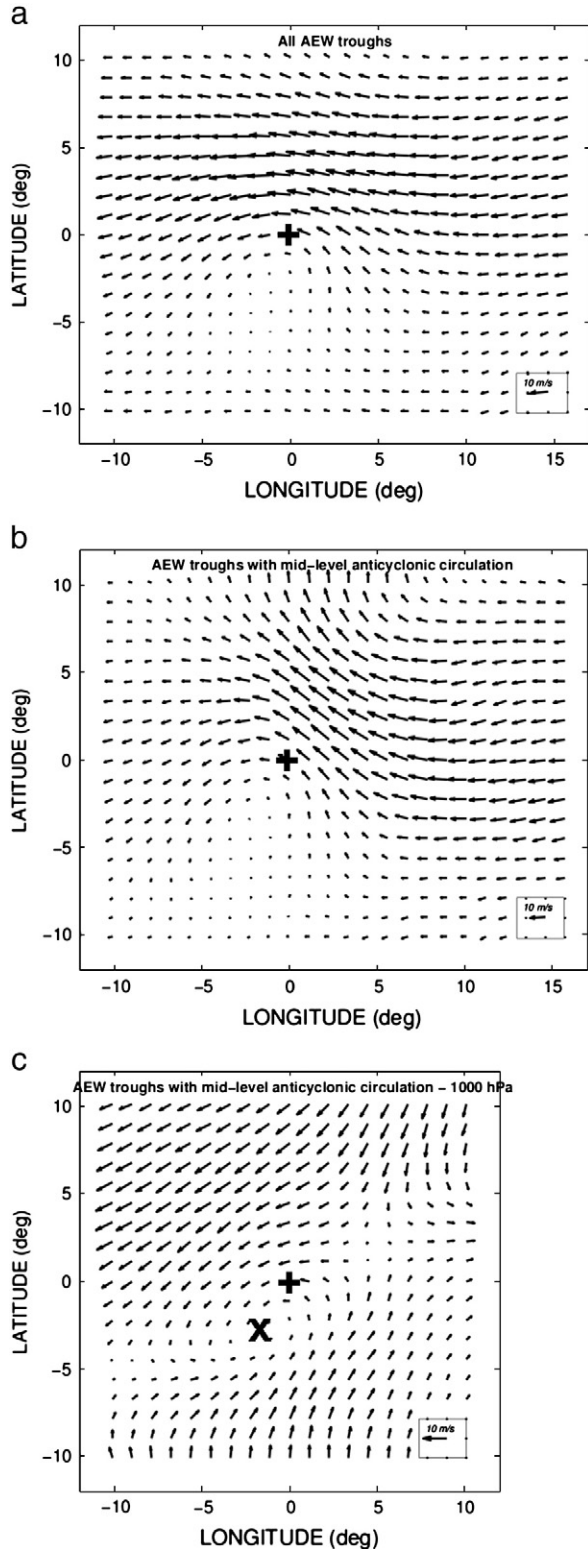 a
All AEW troughs
10
5
0
−5
−10
LATITUDE (deg)
10 m/s
−10 −5 0 5 10 15
LONGITUDE (deg)
b
AEW troughs with mid−level anticyclonic circulation
10
5
0
−5
−10
LATITUDE (deg)
10 m/s
−10 −5 0 5 10 15
LONGITUDE (deg)
c
AEW troughs with mid−level anticyclonic circulation − 1000 hPa
10
5
0
−5
−10
LATITUDE (deg)
X
10 m/s
−10 −5 0 5 10
LONGITUDE (deg)